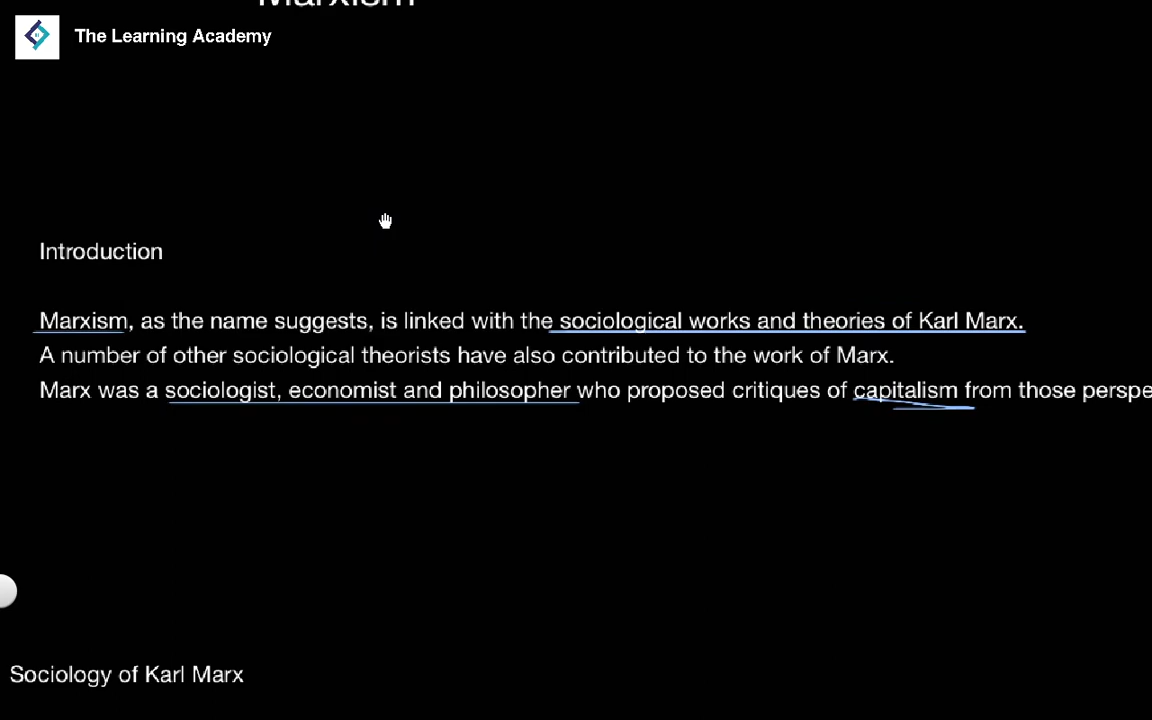 Marxism
The Learning Academy
Introduction
Marxism, as the name suggests, is linked with the sociological works and theories of Karl Marx.
A number of other sociological theorists have also contributed to the work of Marx.
Marx was a sociologist, economist and philosopher who proposed critiques of capitalism from those perspe
Sociology of Karl Marx